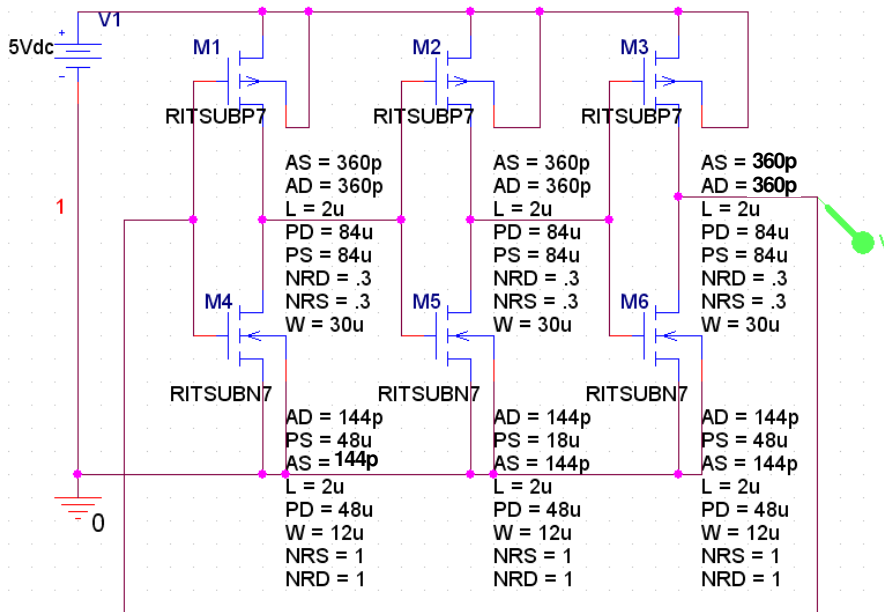 V1
5Vdc
+
-
M1
M2
M3
RITSUBP7
RITSUBP7
RITSUBP7
AS = 360p
AD = 360p
L = 2u
PD = 84u
PS = 84u
NRD = .3
NRS = .3
W = 30u
AS = 360p
AD = 360p
L = 2u
PD = 84u
PS = 84u
NRD = .3
NRS = .3
W = 30u
AS = 360p
AD = 360p
L = 2u
PD = 84u
PS = 84u
NRD = .3
NRS = .3
W = 30u
1
V
M4
M5
M6
RITSUBN7
RITSUBN7
RITSUBN7
AD = 144p
PS = 48u
AS = 144p
L = 2u
PD = 48u
W = 12u
NRS = 1
NRD = 1
AD = 144p
PS = 18u
AS = 144p
L = 2u
PD = 48u
W = 12u
NRS = 1
NRD = 1
AD = 144p
PS = 48u
AS = 144p
L = 2u
PD = 48u
W = 12u
NRS = 1
NRD = 1
0